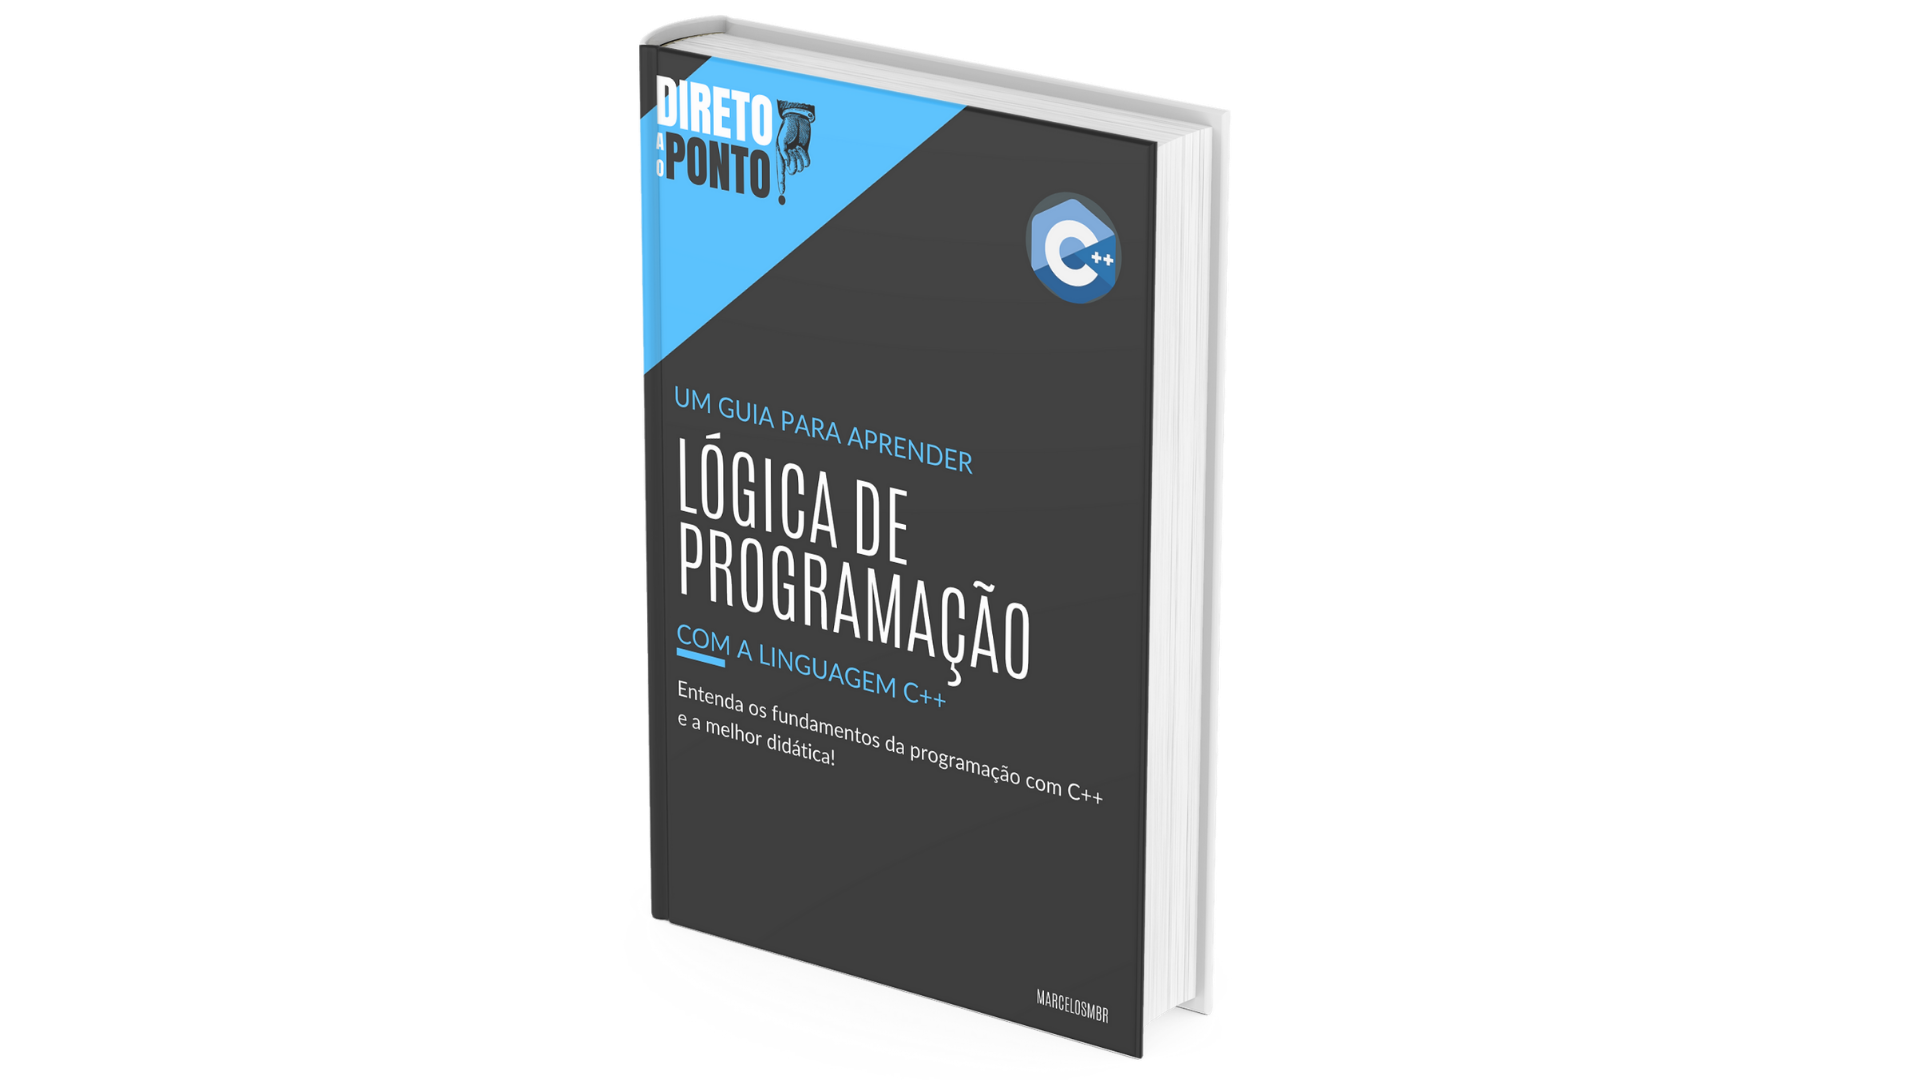 DIRETO
AO
PONTO
C++
UM GUIA PARA APRENDER
LÓGICA DE
PROGRAMAÇÃO
COM A LINGUAGEM C++
Entenda os fundamentos da programação com C++
e a melhor didática!
MARCELOSMBR